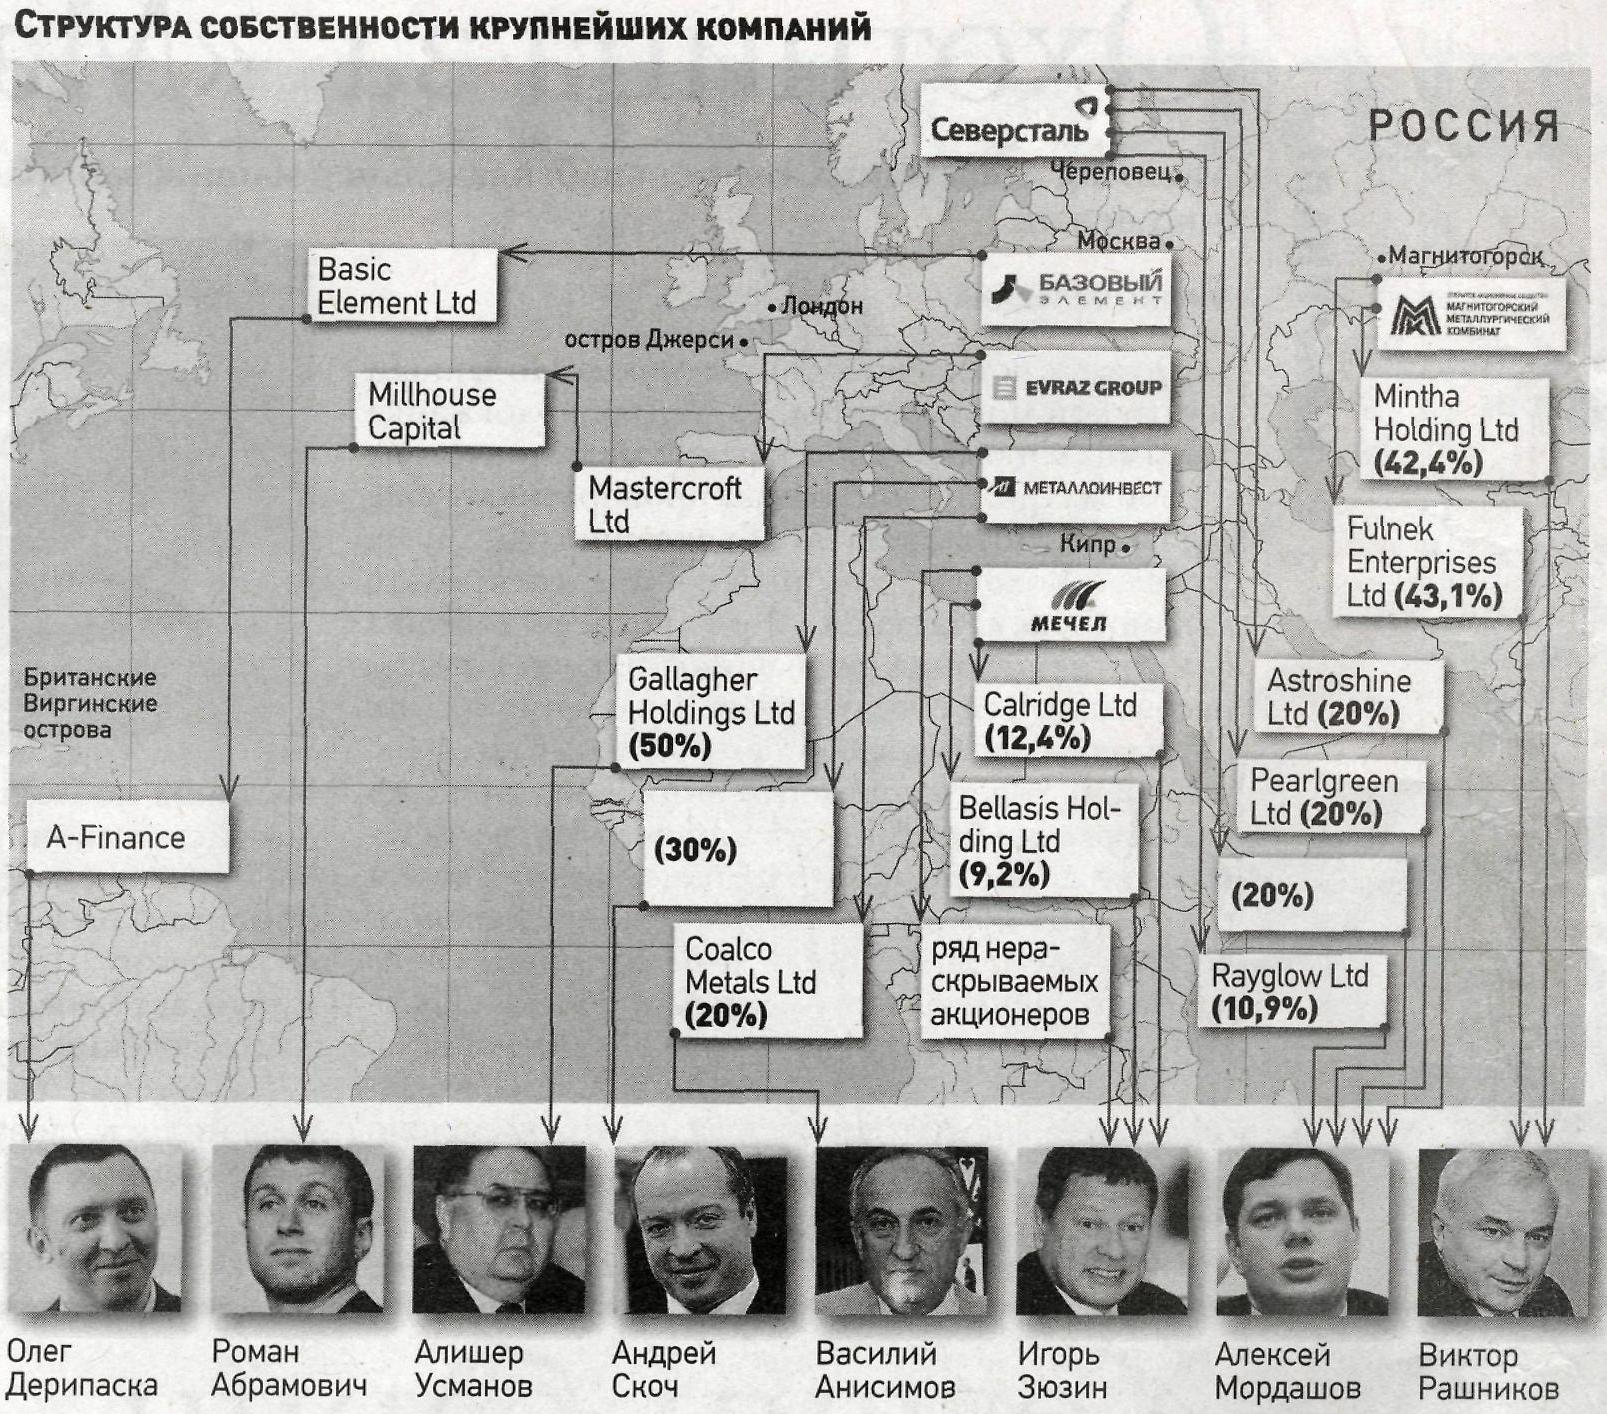 СТРУКТУРА СОБСТВЕННОСТИ КРУПНЕЙШИХ КОМПАНИЙ
РОССИЯ
Северсталь
Череповец
Москва
Магнитогорск
Basic
Element Ltd
БАЗОВЫЙ
ЭЛЕМЕНТ
МАГНИТОГОРСКИЙ
МЕТАЛЛУРГИЧЕСКИЙ
КОМБИНАТ
Лондон
остров Джерси
EVRAZ GROUP
Millhouse
Capital
Mintha
Holding Ltd
(42,4%)
Mastercroft
Ltd
МЕТАЛЛОИНВЕСТ
Кипр
Fulnek
Enterprises
Ltd (43,1%)
МЕЧЕЛ
Британские
Виргинские
острова
Gallagher
Holdings Ltd
(50%)
Calridge Ltd
(12,4%)
Astroshine
Ltd (20%)
Pearlgreen
Ltd (20%)
A-Finance
(30%)
Bellasis Hol-
ding Ltd
(9,2%)
(20%)
Coalco
Metals Ltd
(20%)
ряд нера-
скрываемых
акционеров
Rayglow Ltd
(10,9%)
Олег
Дерипаска
Роман
Абрамович
Алишер
Усманов
Андрей
Скоч
Василий
Анисимов
Игорь
Зюзин
Алексей
Мордашов
Виктор
Рашников